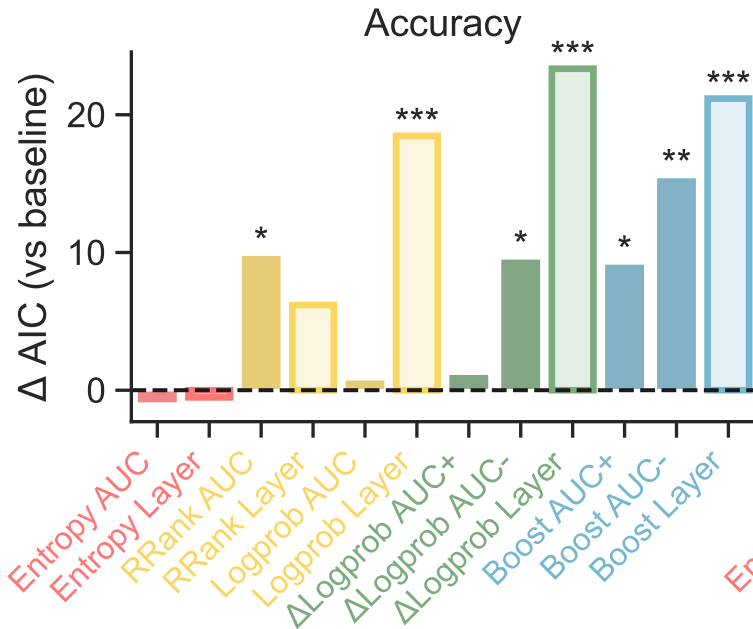 Accuracy
Δ AIC (vs baseline)
20
10
0
*
***
*
***
*
**
***
Entropy AUC
Entropy Layer
RRank AUC
RRank Layer
Logprob AUC
Logprob Layer
ΔLogprob AUC+
ΔLogprob AUC-
ΔLogprob Layer
Boost AUC+
Boost AUC-
Boost Layer
En